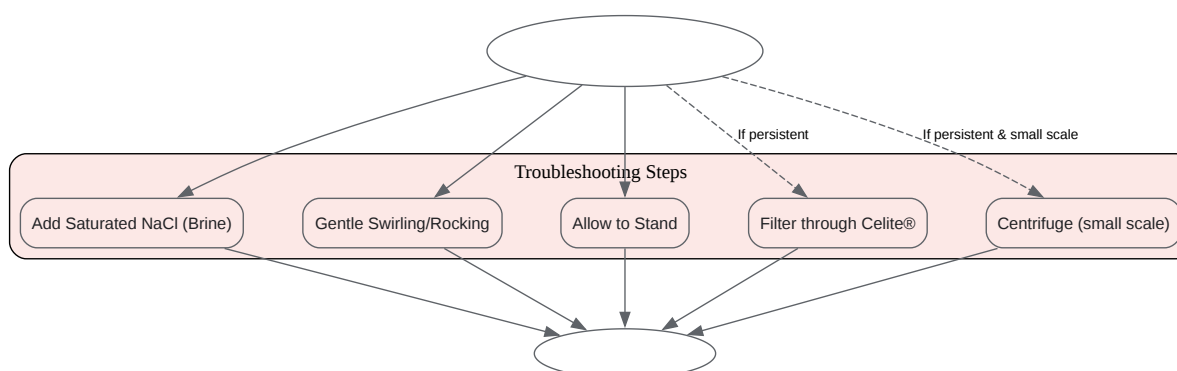 If persistent
If persistent & small scale
Troubleshooting Steps
Add Saturated NaCl (Brine)
Gentle Swirling/Rocking
Allow to Stand
Filter through Celite®
Centrifuge (small scale)